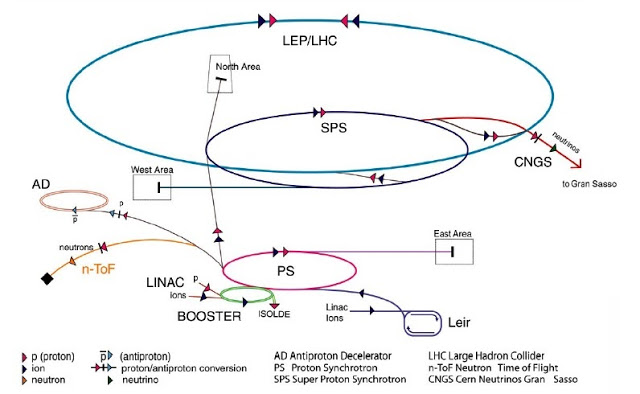 LEP/LHC
North Area
SPS
neutrinos
CNGS
to Gran Sasso
West Area
AD
p
p̅
East Area
neutrons
n-ToF
PS
LINAC
p
ions
BOOSTER
ISOLDE
Linac
Ions
Leir
p (proton)
ion
neutron
p̅ (antiproton)
proton/antiproton conversion
neutrino
AD Antiproton Decelerator
PS Proton Synchrotron
SPS Super Proton Synchrotron
LHC Large Hadron Collider
n-ToF Neutron Time of Flight
CNGS Cern Neutrinos Gran Sasso